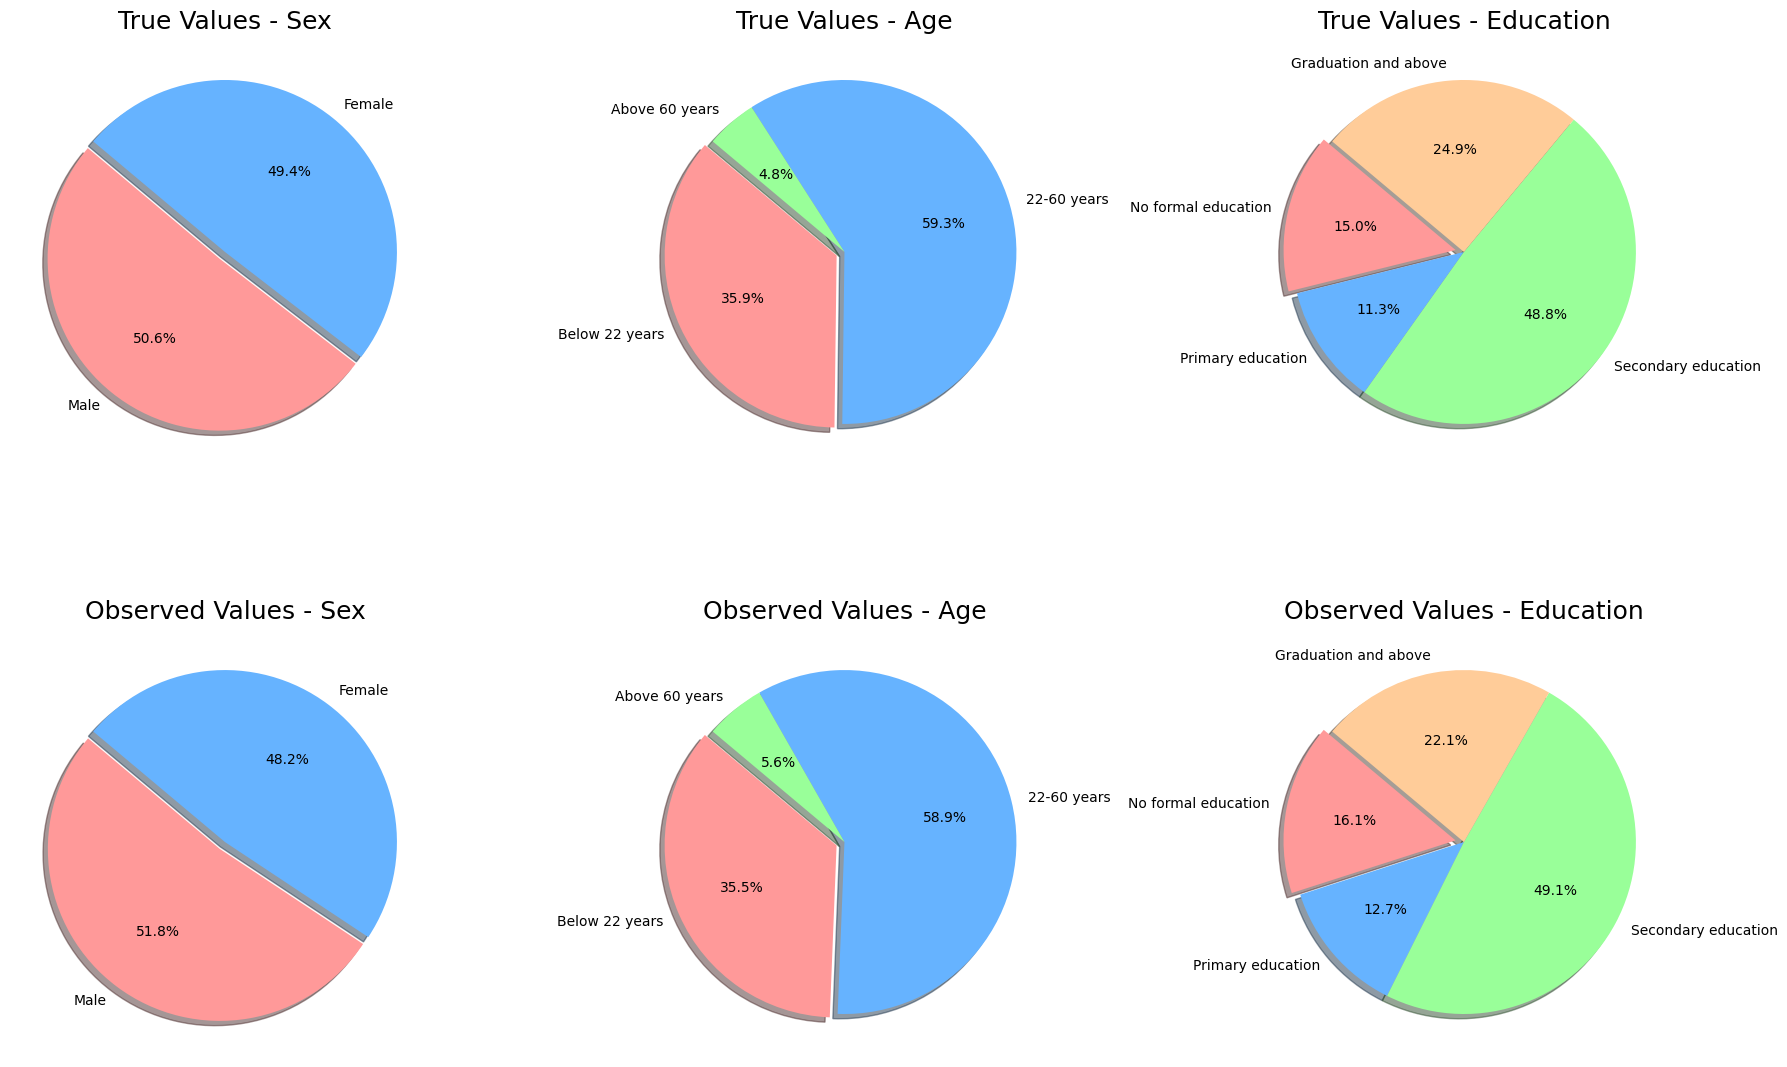 True Values - Sex
Female
49.4%
50.6%
Male
True Values - Age
Above 60 years
4.8%
22-60 years
59.3%
35.9%
Below 22 years
True Values - Education
Graduation and above
24.9%
No formal education
15.0%
11.3%
48.8%
Primary education
Secondary education
Observed Values - Sex
Female
48.2%
51.8%
Male
Observed Values - Age
Above 60 years
5.6%
22-60 years
58.9%
35.5%
Below 22 years
Observed Values - Education
Graduation and above
22.1%
No formal education
16.1%
12.7%
49.1%
Secondary education
Primary education